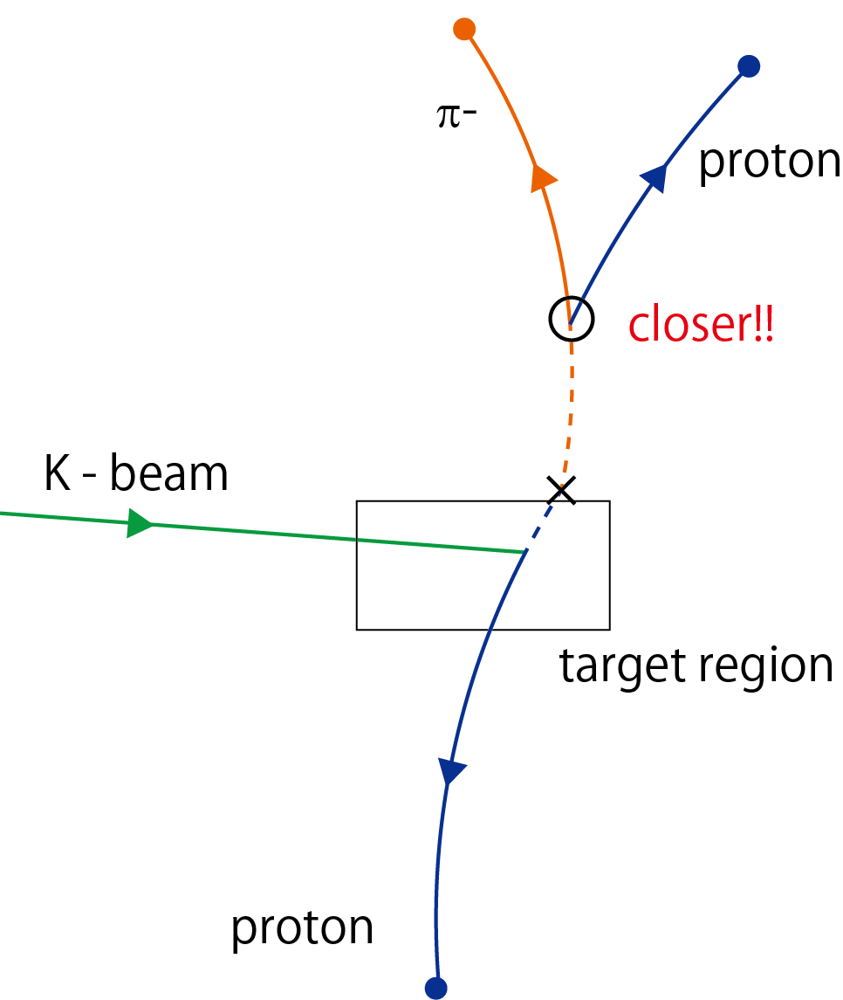 π-
proton
closer!!
K - beam
target region
proton